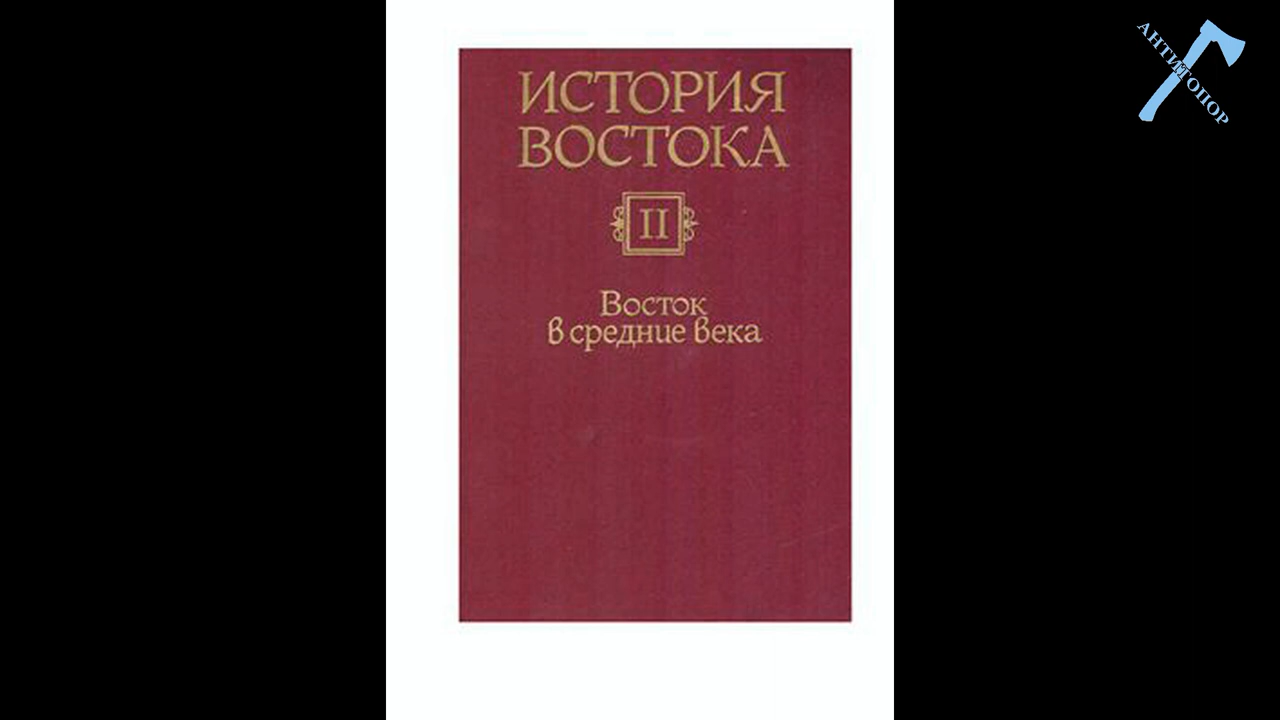 ИСТОРИЯ
ВОСТОКА
II
Восток
в средние века
АНТИТОПОР